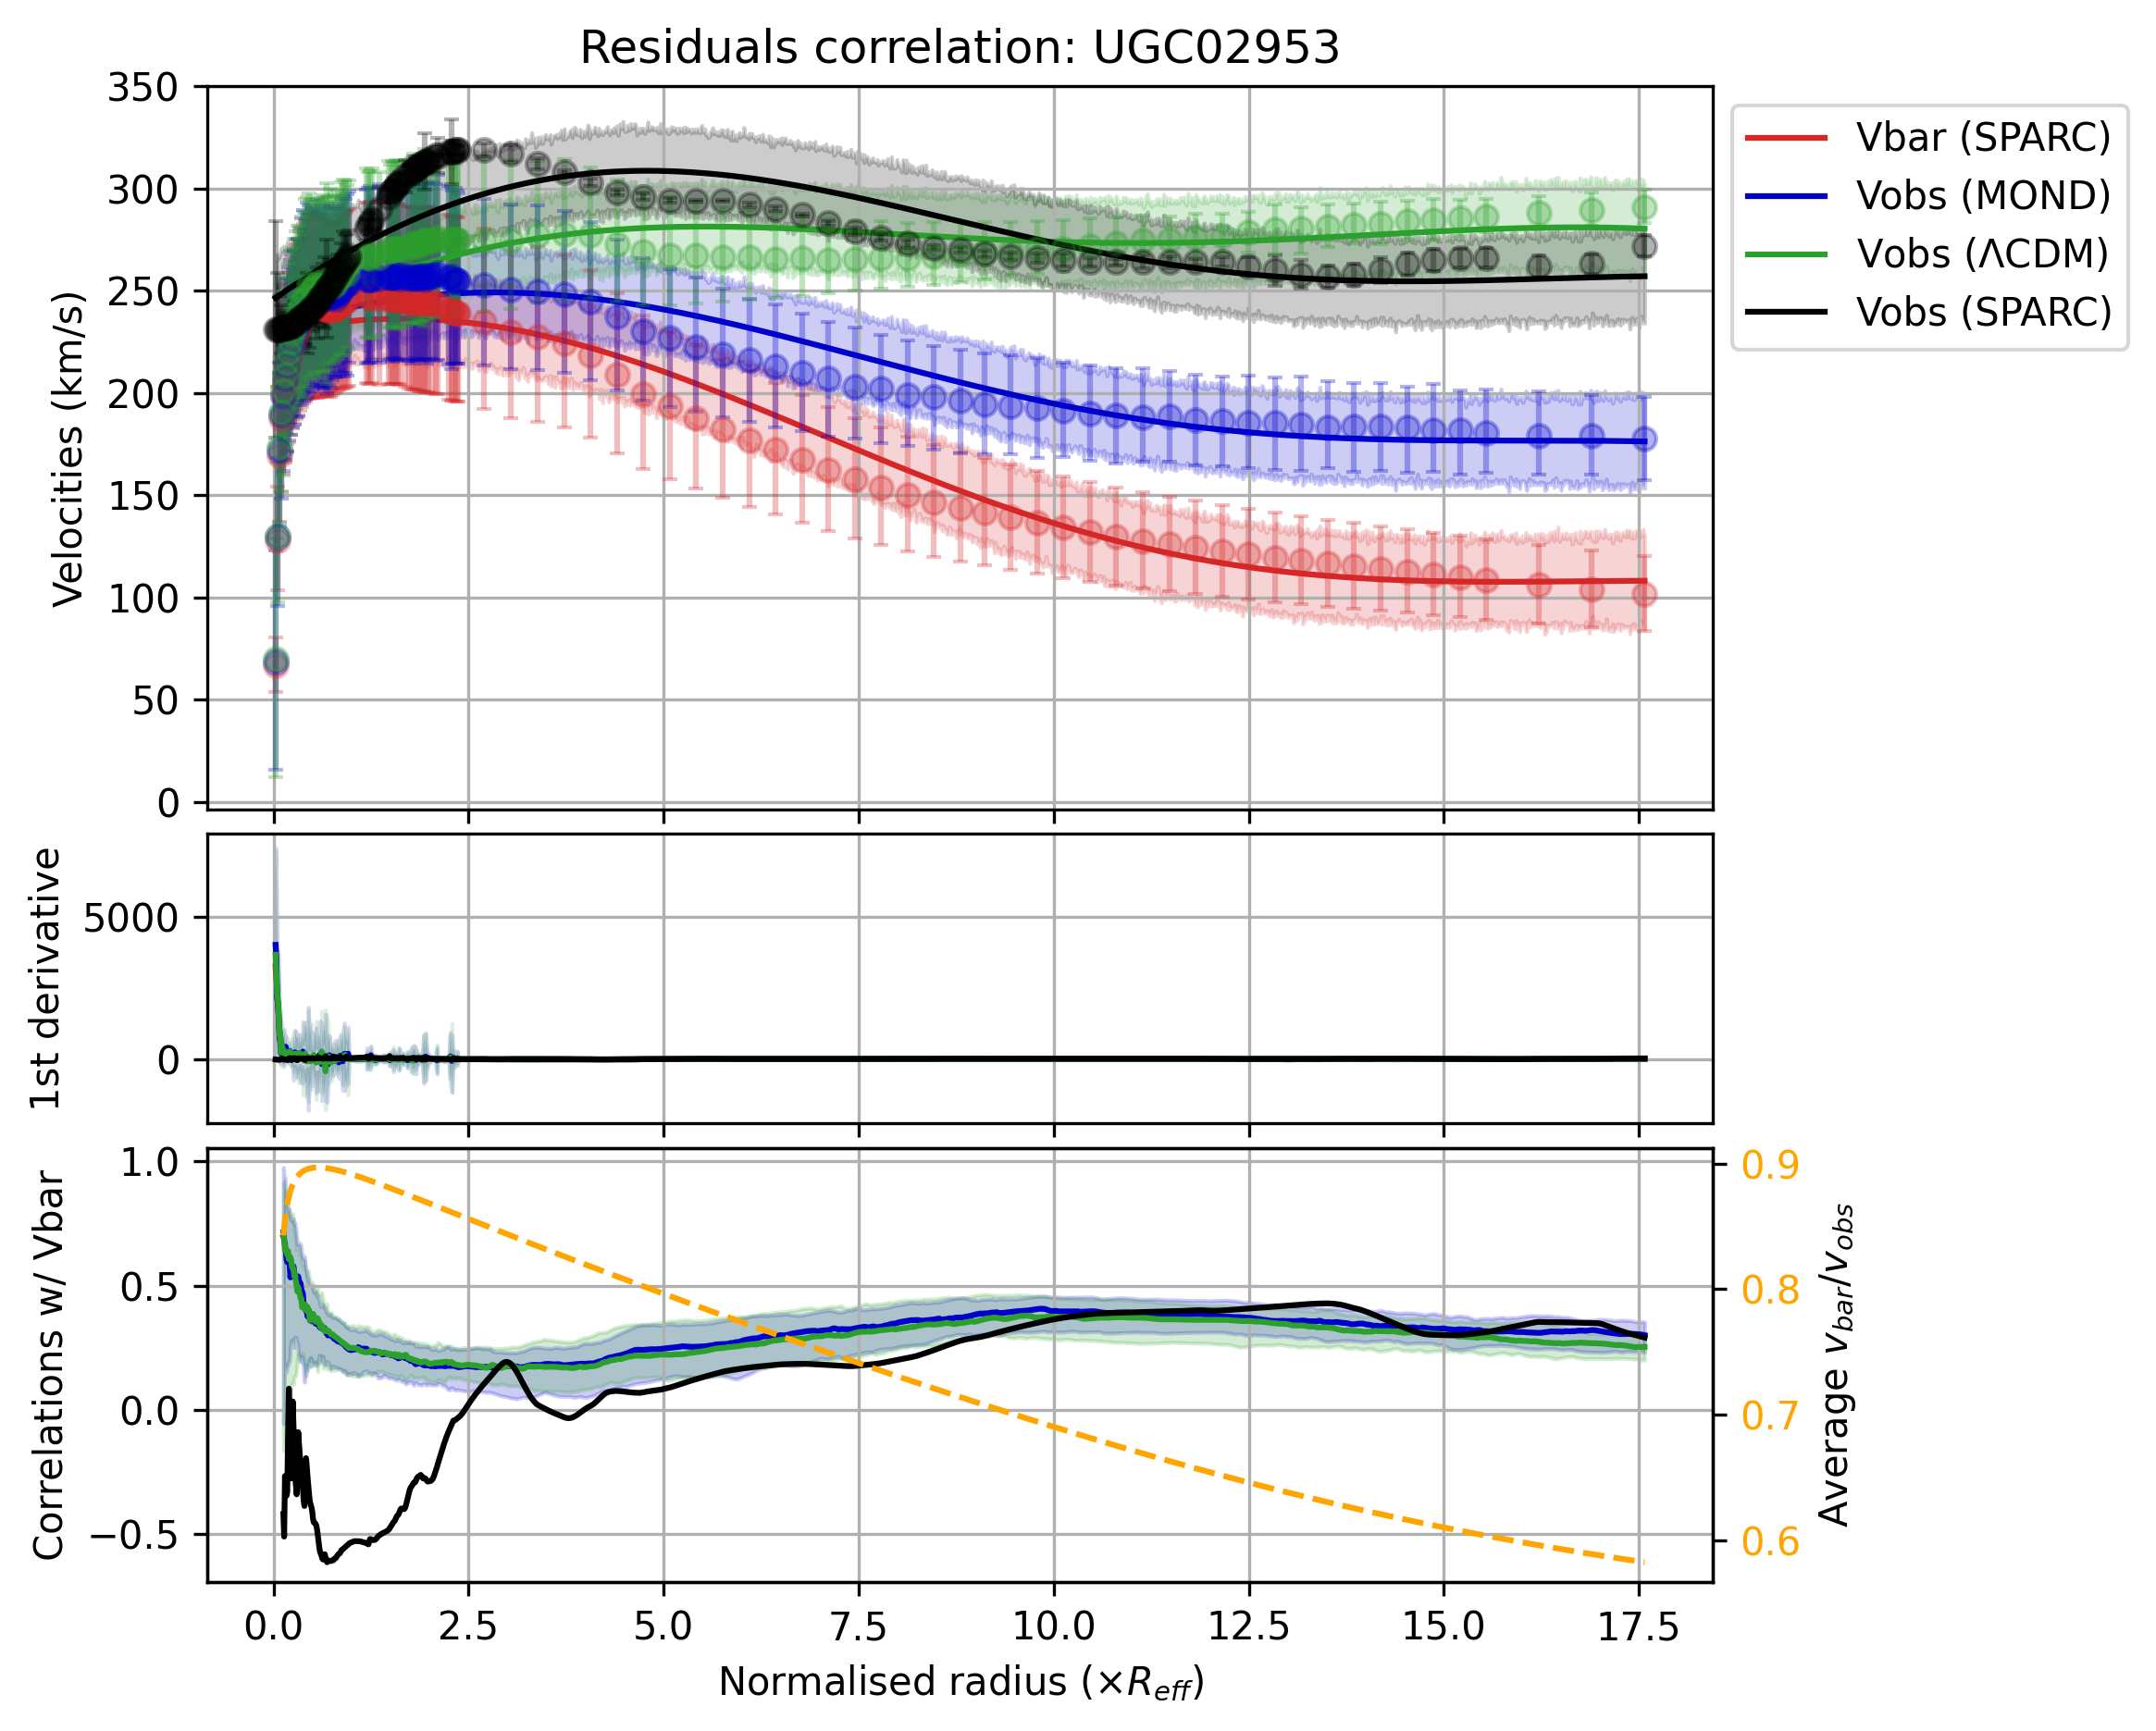 Residuals correlation: UGC02953
350
300
250
200
150
100
50
0
Velocities (km/s)
Vbar (SPARC)
Vobs (MOND)
Vobs (ΛCDM)
Vobs (SPARC)
5000
0
1st derivative
1.0
0.5
0.0
−0.5
Correlations w/ Vbar
0.9
0.8
0.7
0.6
Average v_bar/v_obs
0.0 2.5 5.0 7.5 10.0 12.5 15.0 17.5
Normalised radius (×R_eff)